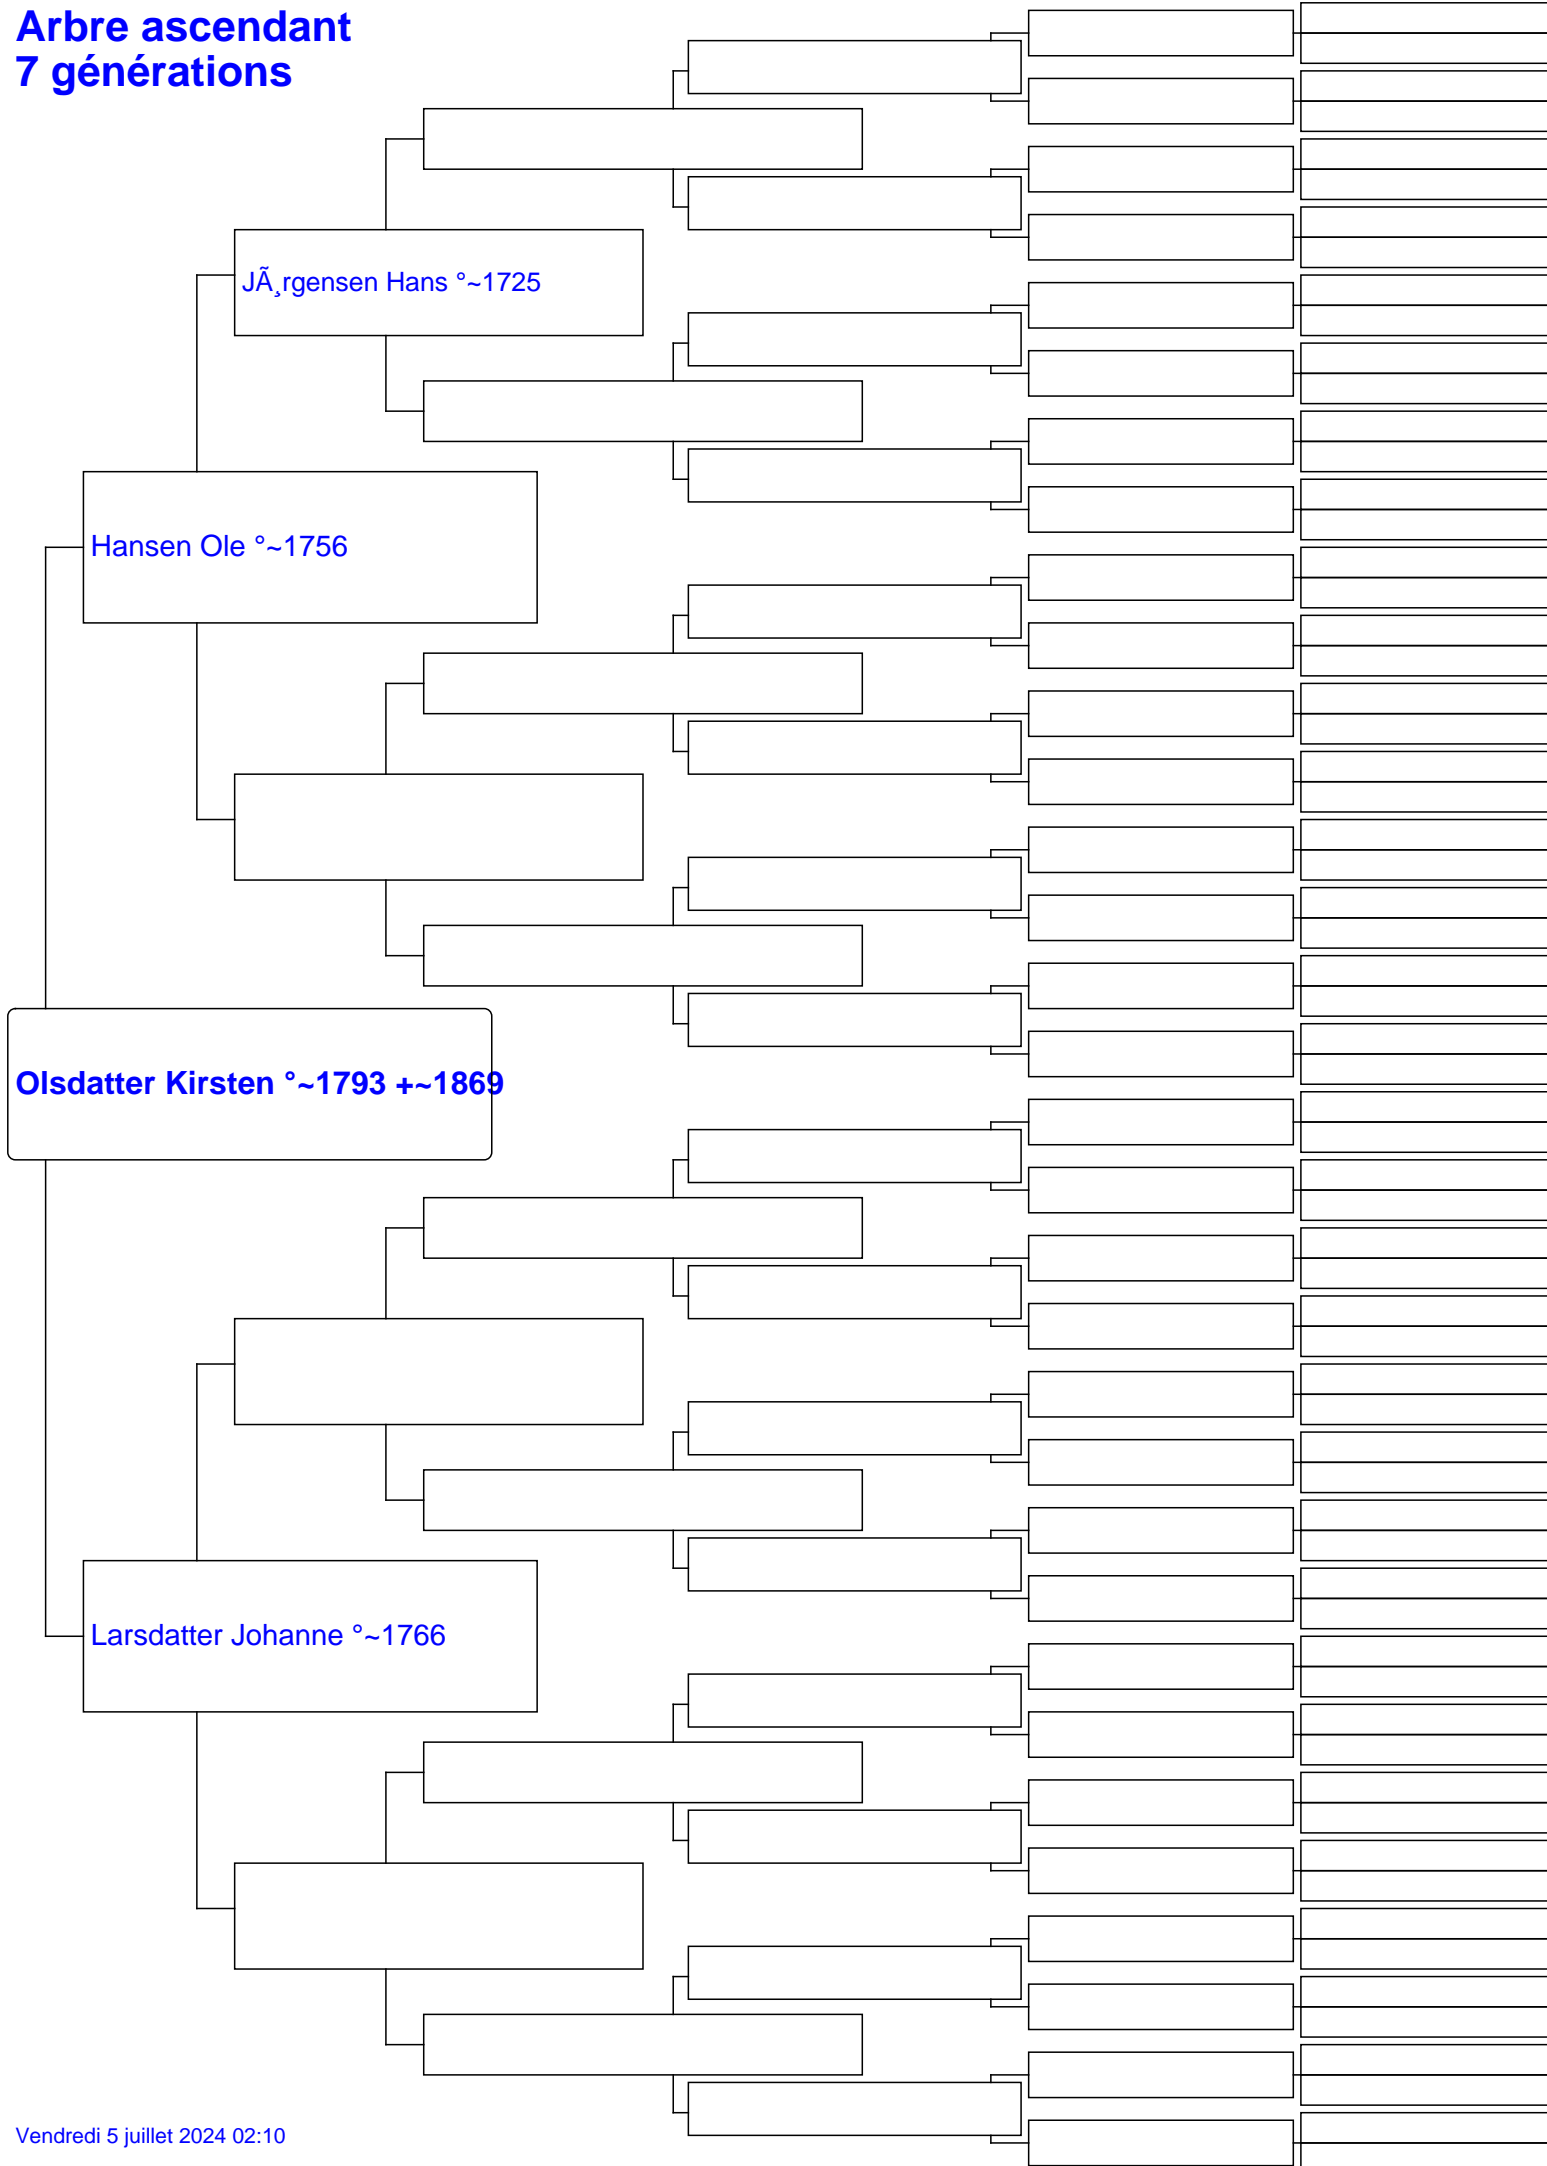 Arbre ascendant
7 générations
JÃ¸rgensen Hans °~1725
Hansen Ole °~1756
Olsdatter Kirsten °~1793 +~1869
Larsdatter Johanne °~1766
Vendredi 5 juillet 2024 02:10